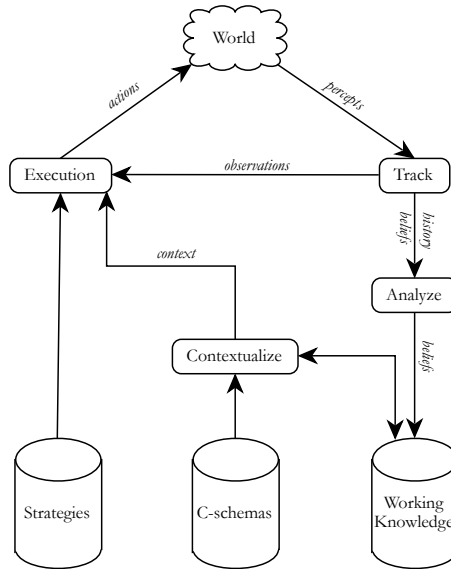 World
actions
percepts
observations
Execution
Track
history
beliefs
context
Analyze
beliefs
Contextualize
Strategies
C-schemas
Working
Knowledge